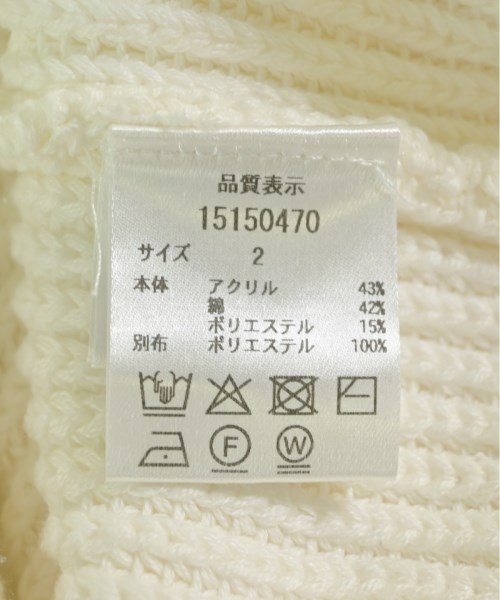 品質表示
15150470
サイズ 2
本体 アクリル 43%
綿 42%
ポリエステル 15%
別布 ポリエステル 100%
F W